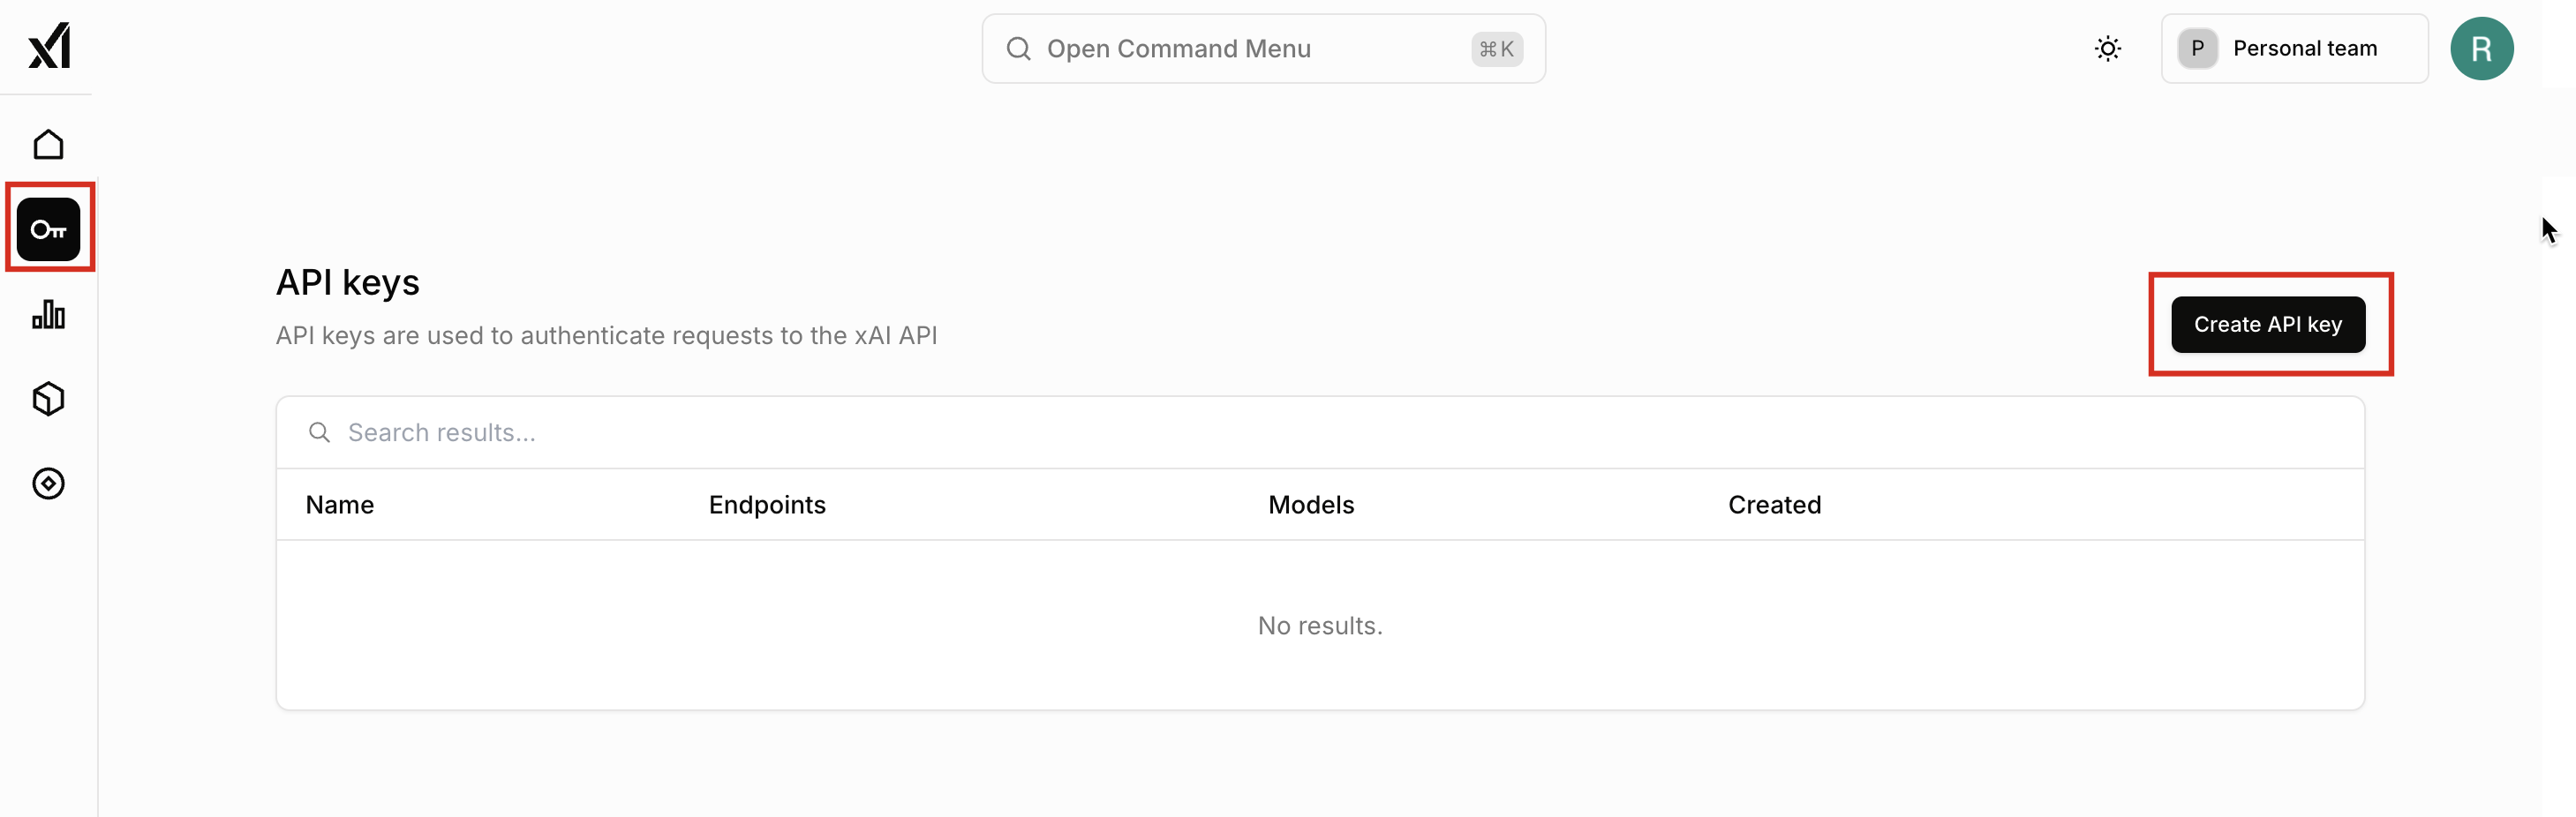 xI
Open Command Menu
⌘K
P
Personal team
R
API keys
API keys are used to authenticate requests to the xAI API
Create API key
Search results...
Name
Endpoints
Models
Created
No results.